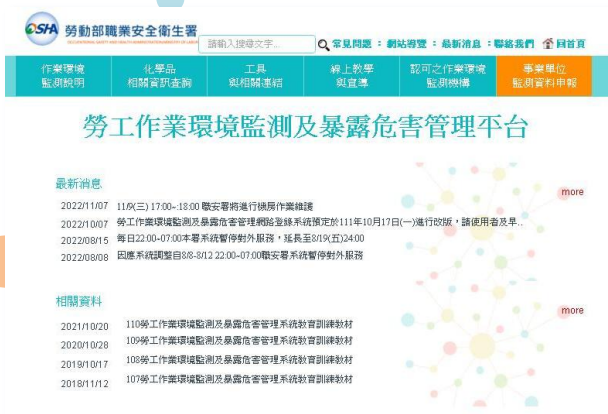 OSHA 勞動部職業安全衛生署
請輸入搜尋文字...
常見問題 : 網站導覽 : 最新消息 : 聯絡我們 回首頁
作業環境 監測說明
化學品 相關資訊查詢
工具 與相關連結
線上教學 與宣導
認可之作業環境 監測機構
事業單位 監測資料申報
勞工作業環境監測及暴露危害管理平台
最新消息
more
2022/11/07 11/9(三) 17:00~18:00 職安署將進行機房作業維護
2022/10/07 勞工作業環境監測及暴露危害管理網路登錄系統預定於111年10月17日(一)進行改版，請使用者及早..
2022/08/15 每日22:00-07:00本署系統暫停對外服務，延長至8/19(五)24:00
2022/08/08 因應系統調整自8/8-8/12 22:00-07:00職安署系統暫停對外服務
相關資料
more
2021/10/20 110勞工作業環境監測及暴露危害管理系統教育訓練教材
2020/10/28 109勞工作業環境監測及暴露危害管理系統教育訓練教材
2019/10/17 108勞工作業環境監測及暴露危害管理系統教育訓練教材
2018/11/12 107勞工作業環境監測及暴露危害管理系統教育訓練教材